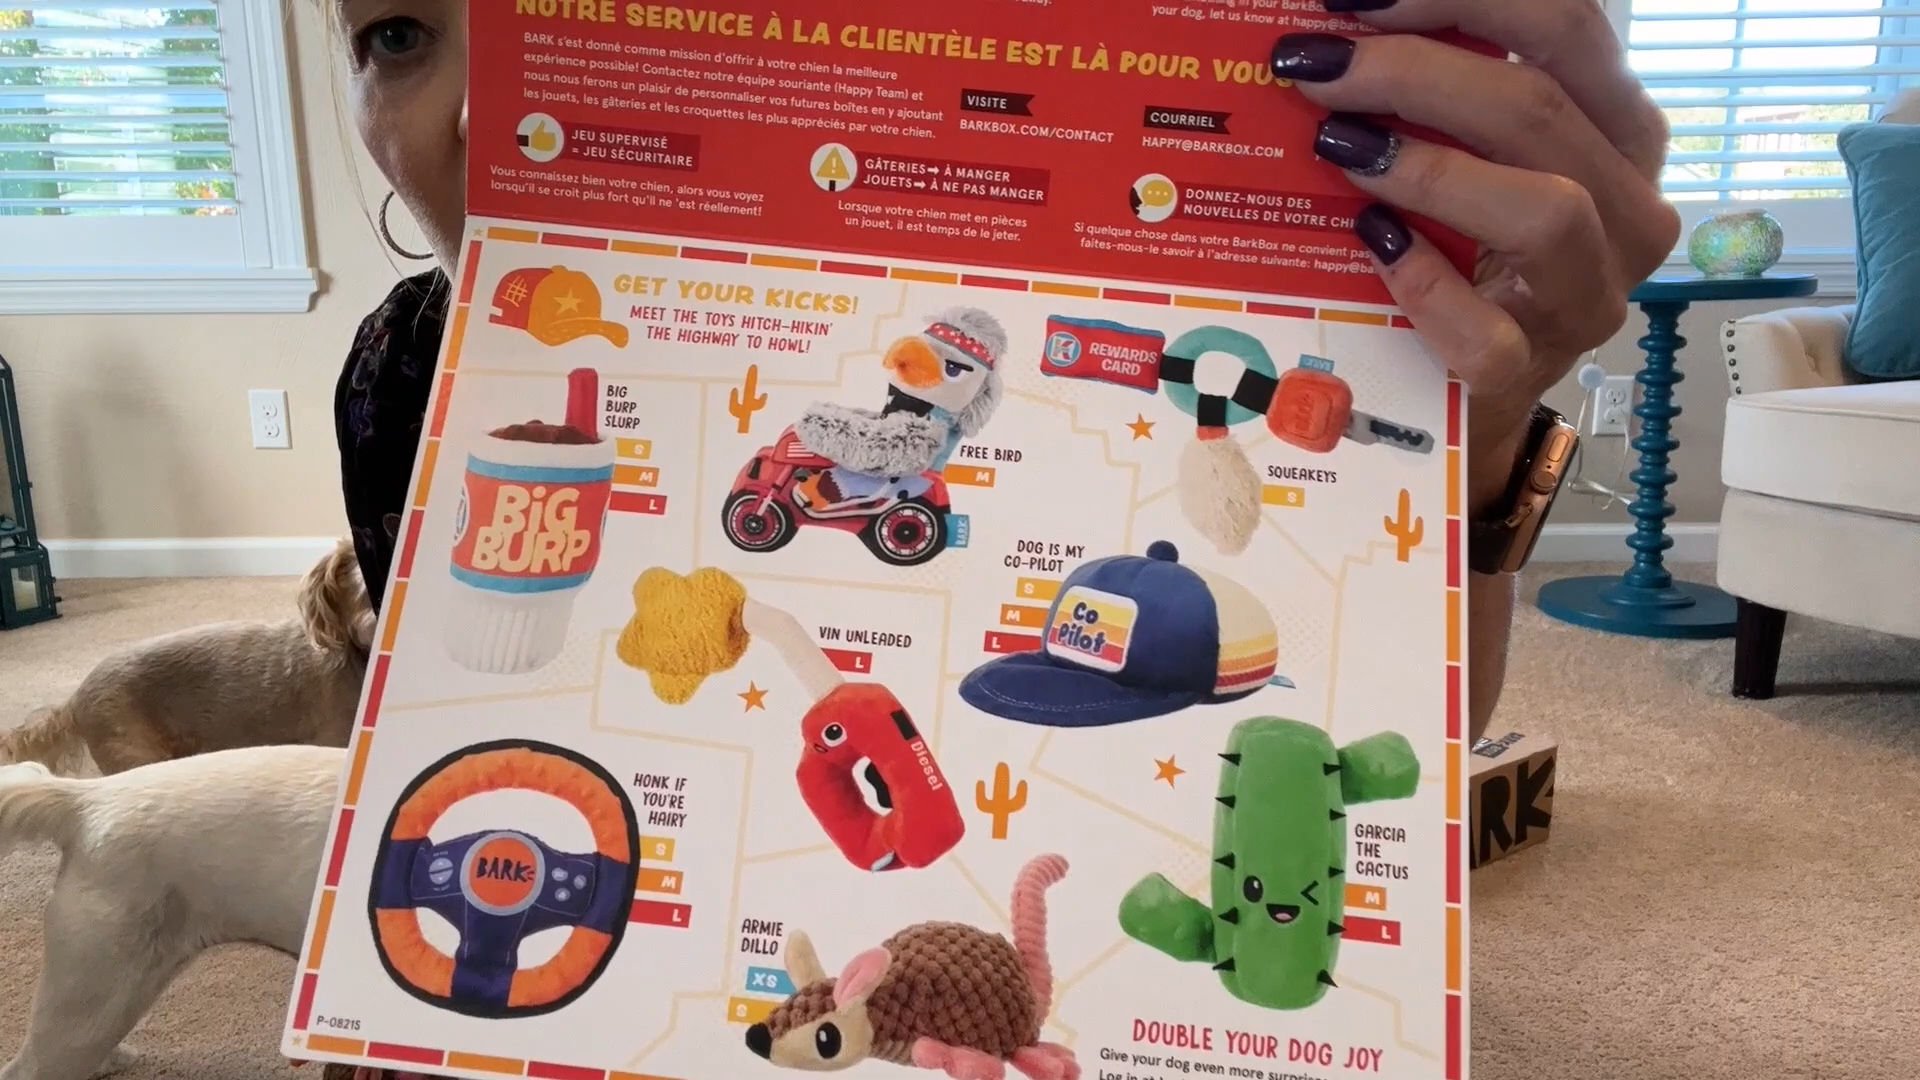 in your BarkBo
your dog, let us know at happy@bark
NOTRE SERVICE À LA CLIENTÈLE EST LÀ POUR VOUS
BARK s'est donné comme mission d'offrir à votre chien la meilleure
expérience possible! Contactez notre équipe souriante (Happy Team) et
nous nous ferons un plaisir de personnaliser vos futures boîtes en y ajoutant
les jouets, les gâteries et les croquettes les plus appréciés par votre chien.
VISITE
BARKBOX.COM/CONTACT
COURRIEL
HAPPY@BARKBOX.COM
JEU SUPERVISÉ
= JEU SÉCURITAIRE
Vous connaissez bien votre chien, alors vous voyez
lorsqu'il se croit plus fort qu'il ne 'est réellement!
GÂTERIES➡ À MANGER
JOUETS➡ À NE PAS MANGER
Lorsque votre chien met en pièces
un jouet, il est temps de le jeter.
DONNEZ-NOUS DES
NOUVELLES DE VOTRE CHI
Si quelque chose dans votre BarkBox ne convient pas
faites-nous-le savoir à l'adresse suivante: happy@ba
GET YOUR KICKS!
MEET THE TOYS HITCH-HIKIN'
THE HIGHWAY TO HOWL!
BIG
BURP
SLURP
S
M
L
BiG
BURP
FREE BIRD
M
BARK
K REWARDS
CARD
SQUEAKEYS
S
DOG IS MY
CO-PILOT
S
M
L
Co
Pilot
VIN UNLEADED
L
Diesel
HONK IF
YOU'RE
HAIRY
S
M
L
BARK
GARCIA
THE
CACTUS
M
L
ARMIE
DILLO
XS
S
P-0821S
DOUBLE YOUR DOG JOY
Give your dog even more surpris
Log in at
ARK